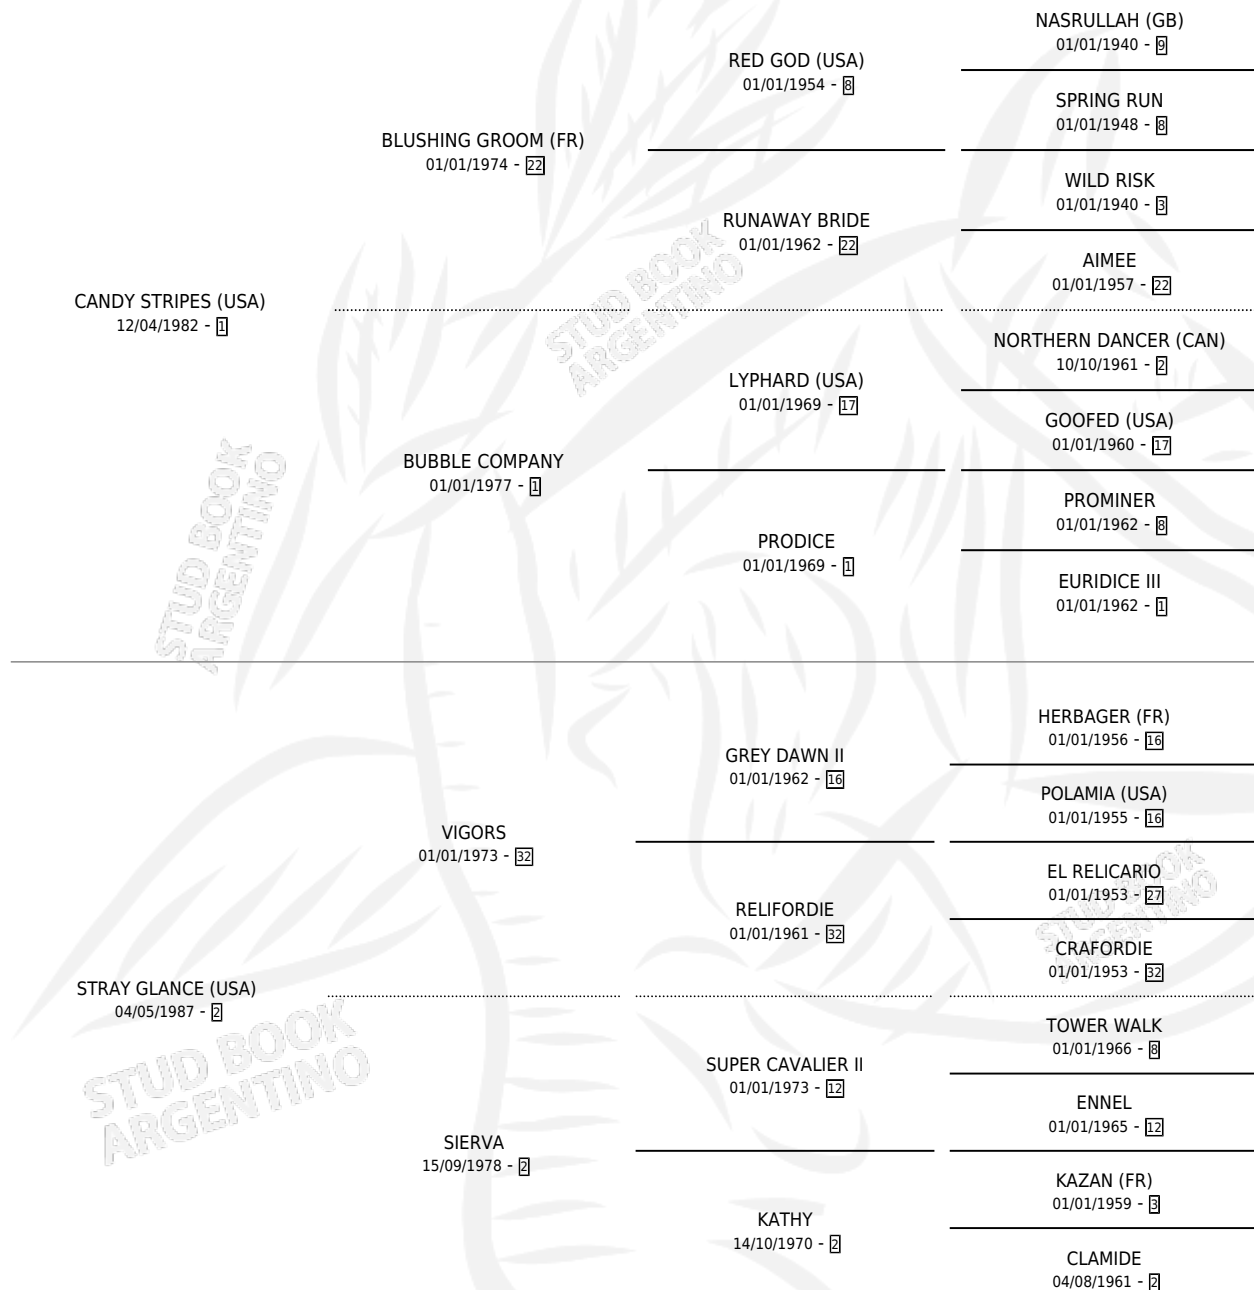 NASRULLAH (GB)
01/01/1940 - 9
RED GOD (USA)
01/01/1954 - 8
SPRING RUN
01/01/1948 - 8
BLUSHING GROOM (FR)
01/01/1974 - 22
WILD RISK
01/01/1940 - 3
RUNAWAY BRIDE
01/01/1962 - 22
AIMEE
01/01/1957 - 22
CANDY STRIPES (USA)
12/04/1982 - 1
NORTHERN DANCER (CAN)
10/10/1961 - 2
LYPHARD (USA)
01/01/1969 - 17
GOOFED (USA)
01/01/1960 - 17
BUBBLE COMPANY
01/01/1977 - 1
PROMINER
01/01/1962 - 8
PRODICE
01/01/1969 - 1
EURIDICE III
01/01/1962 - 1
HERBAGER (FR)
01/01/1956 - 16
GREY DAWN II
01/01/1962 - 16
POLAMIA (USA)
01/01/1955 - 16
VIGORS
01/01/1973 - 32
EL RELICARIO
01/01/1953 - 27
RELIFORDIE
01/01/1961 - 32
CRAFORDIE
01/01/1953 - 32
STRAY GLANCE (USA)
04/05/1987 - 2
TOWER WALK
01/01/1966 - 8
SUPER CAVALIER II
01/01/1973 - 12
ENNEL
01/01/1965 - 12
SIERVA
15/09/1978 - 2
KAZAN (FR)
01/01/1959 - 3
KATHY
14/10/1970 - 2
CLAMIDE
04/08/1961 - 2
STUD BOOK
ARGENTINO
STUD BOOK
ARGENTINO
STUD BOOK
ARGENTINO
STUD BOOK
ARGENTINO